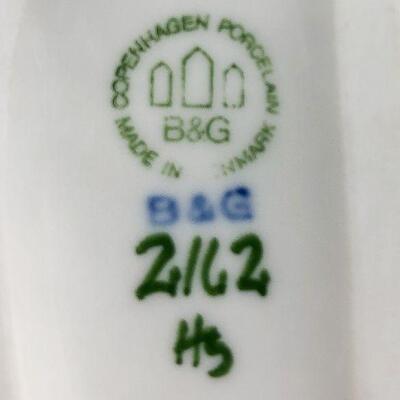 COPENHAGEN PORCELAIN
B&G
MADE IN NMARK
B&G
2162
Hs